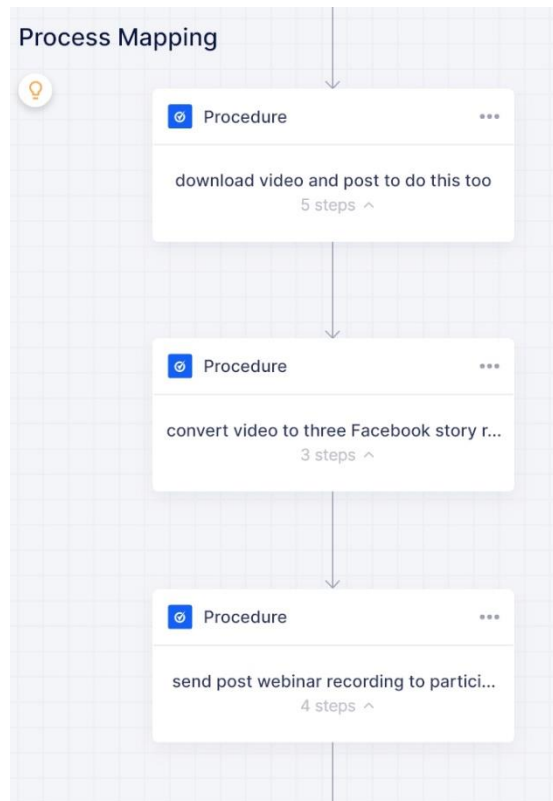 Process Mapping
Procedure
download video and post to do this too
5 steps
Procedure
convert video to three Facebook story r...
3 steps
Procedure
send post webinar recording to partici...
4 steps